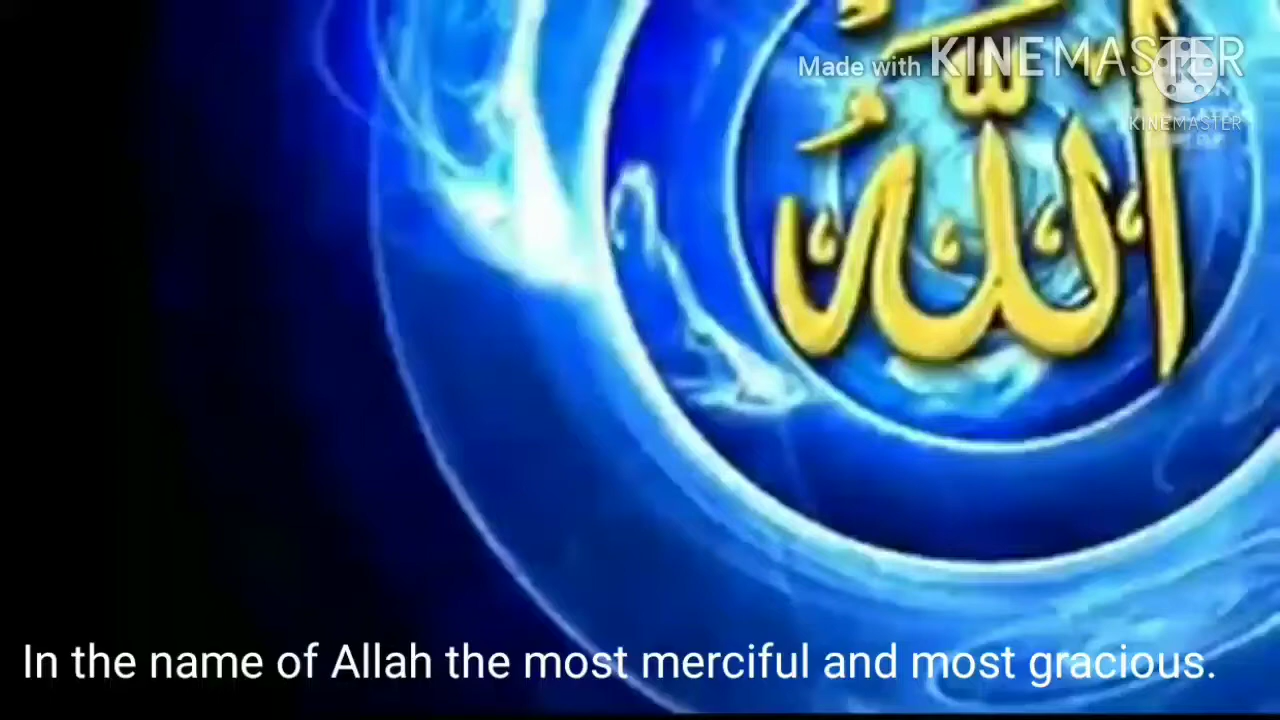 Made with KINEMASTER
KINEMASTER
الله
In the name of Allah the most merciful and most gracious.